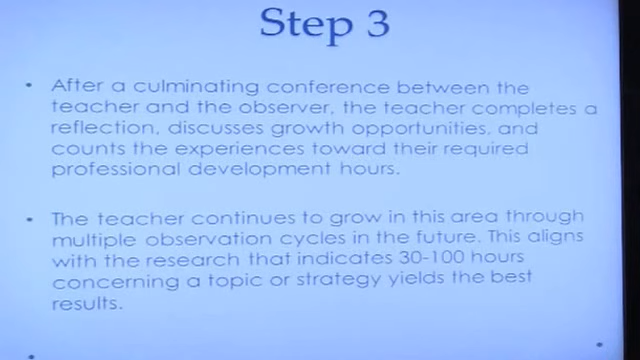 Step 3
• After a culminating conference between the
teacher and the observer, the teacher completes a
reflection, discusses growth opportunities, and
counts the experiences toward their required
professional development hours.
• The teacher continues to grow in this area through
multiple observation cycles in the future. This aligns
with the research that indicates 30-100 hours
concerning a topic or strategy yields the best
results.